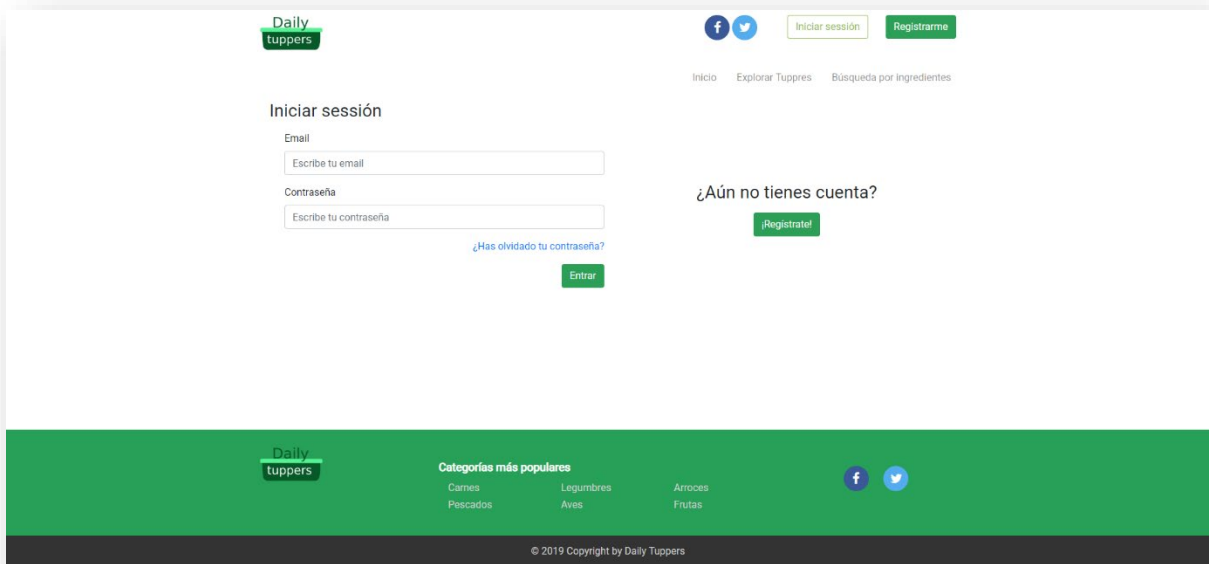 Daily
tuppers
Iniciar sesión
Registrarme
Inicio Explorar Tuppres Búsqueda por ingredientes
Iniciar sessión
Email
Escribe tu email
Contraseña
Escribe tu contraseña
¿Has olvidado tu contraseña?
Entrar
¿Aún no tienes cuenta?
¡Regístrate!
Daily
tuppers
Categorías más populares
Carnes Legumbres Arroces
Pescados Aves Frutas
© 2019 Copyright by Daily Tuppers